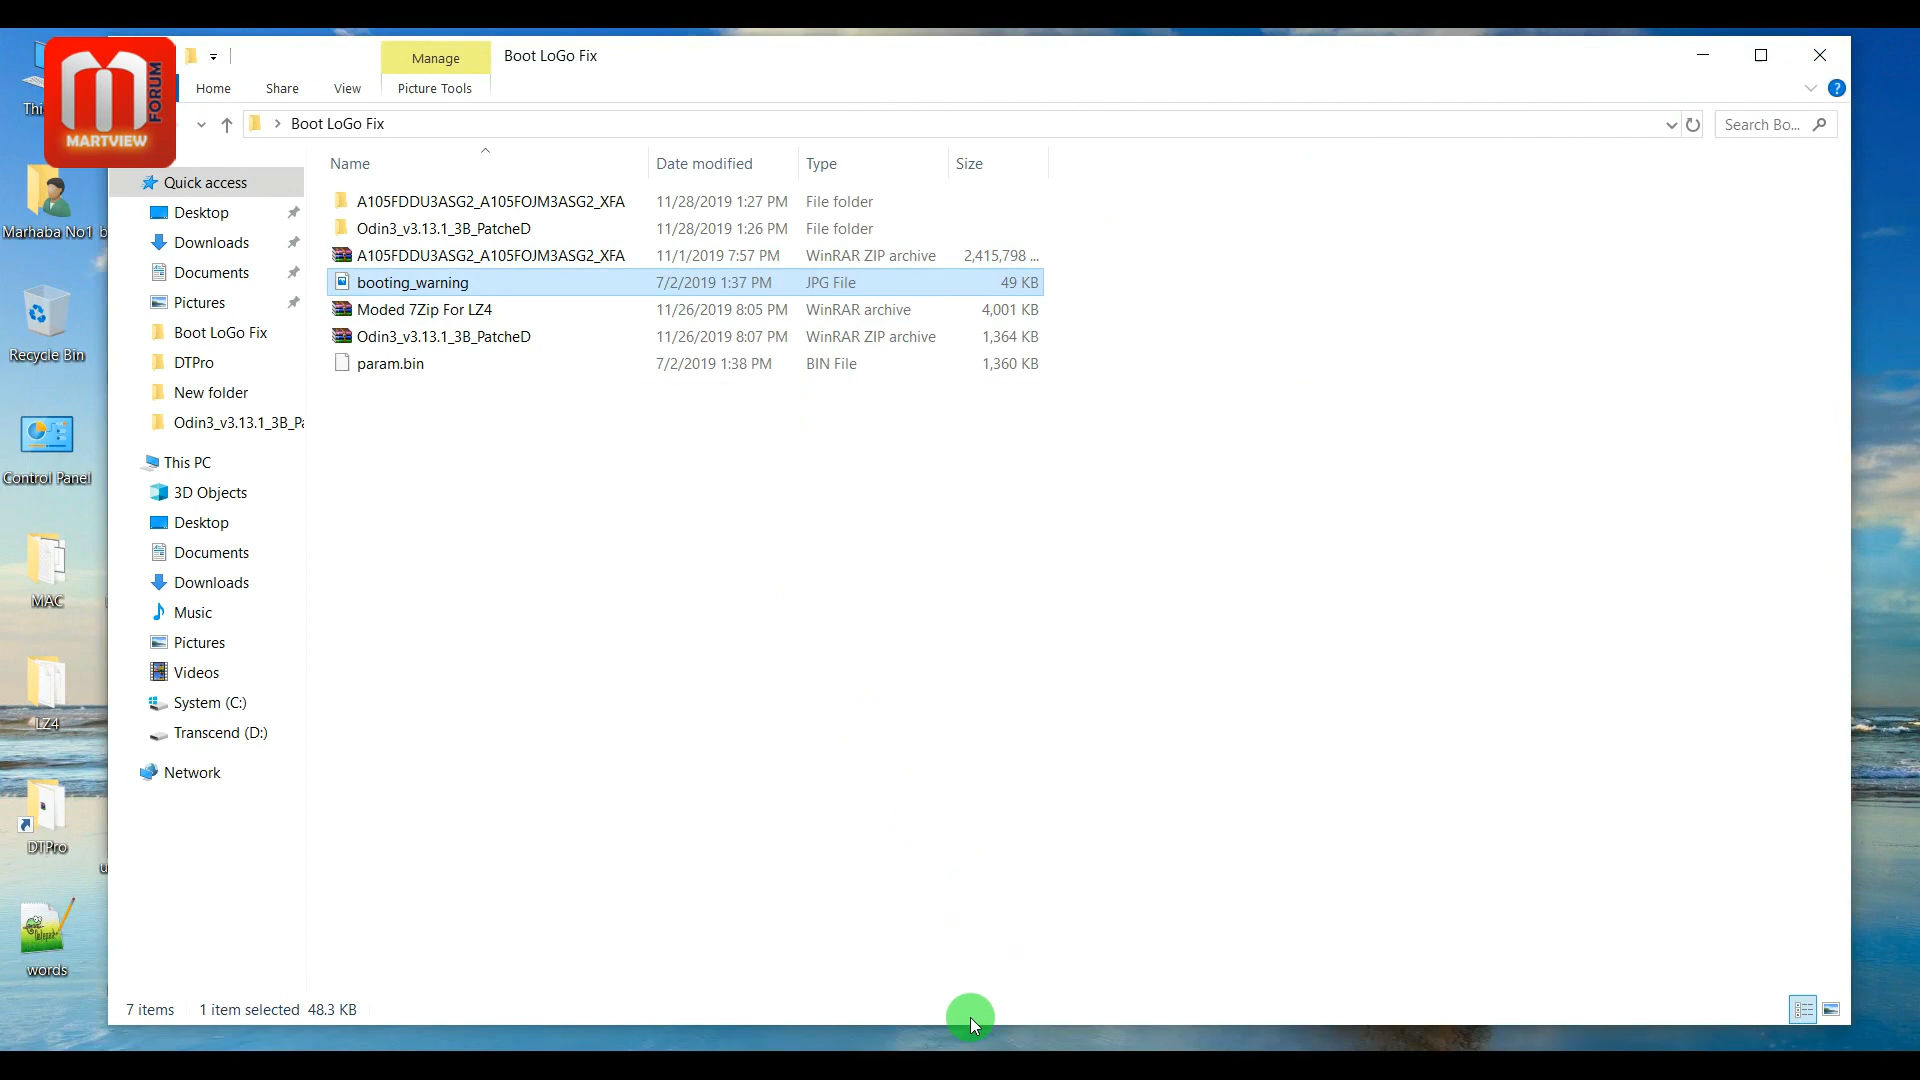 FORUM
MARTVIEW
Manage
Boot LoGo Fix
Home
Share
View
Picture Tools
Boot LoGo Fix
Search Bo...
Name
Date modified
Type
Size
A105FDDU3ASG2_A105FOJM3ASG2_XFA 11/28/2019 1:27 PM File folder
Odin3_v3.13.1_3B_PatcheD 11/28/2019 1:26 PM File folder
A105FDDU3ASG2_A105FOJM3ASG2_XFA 11/1/2019 7:57 PM WinRAR ZIP archive 2,415,798 ...
booting_warning 7/2/2019 1:37 PM JPG File 49 KB
Moded 7Zip For LZ4 11/26/2019 8:05 PM WinRAR archive 4,001 KB
Odin3_v3.13.1_3B_PatcheD 11/26/2019 8:07 PM WinRAR ZIP archive 1,364 KB
param.bin 7/2/2019 1:38 PM BIN File 1,360 KB
Quick access
Desktop
Downloads
Documents
Pictures
Boot LoGo Fix
DTPro
New folder
Odin3_v3.13.1_3B_Pa
This PC
3D Objects
Desktop
Documents
Downloads
Music
Pictures
Videos
System (C:)
Transcend (D:)
Network
7 items
1 item selected 48.3 KB
Marhaba No1
Recycle Bin
Control Panel
MAC
LZ4
DTPro
words